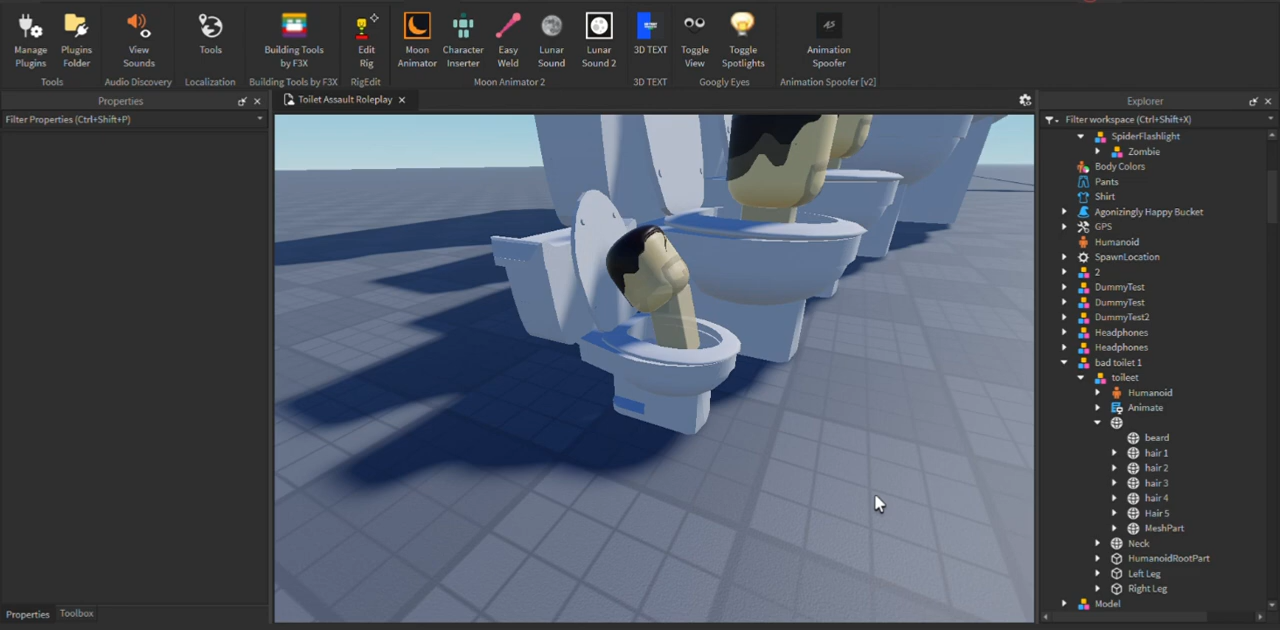 Manage Plugins
Plugins Folder
View Sounds
Tools
Building Tools by F3X
Edit Rig
Moon Animator
Character Inserter
Easy Weld
Lunar Sound
Lunar Sound 2
3D TEXT
Toggle View
Toggle Spotlights
AS
Animation Spoofer
Tools
Audio Discovery
Localization
Building Tools by F3X
RigEdit
Moon Animator 2
3D TEXT
Googly Eyes
Animation Spoofer [v2]
Properties
Filter Properties (Ctrl+Shift+P)
Toilet Assault Roleplay
Explorer
Filter workspace (Ctrl+Shift+X)
SpiderFlashlight
Zombie
Body Colors
Pants
Shirt
Agonizingly Happy Bucket
GPS
Humanoid
SpawnLocation
2
DummyTest
DummyTest
DummyTest2
Headphones
Headphones
bad toilet 1
toileet
Humanoid
Animate
beard
hair 1
hair 2
hair 3
hair 4
Hair 5
MeshPart
Neck
HumanoidRootPart
Left Leg
Right Leg
Model
Properties
Toolbox